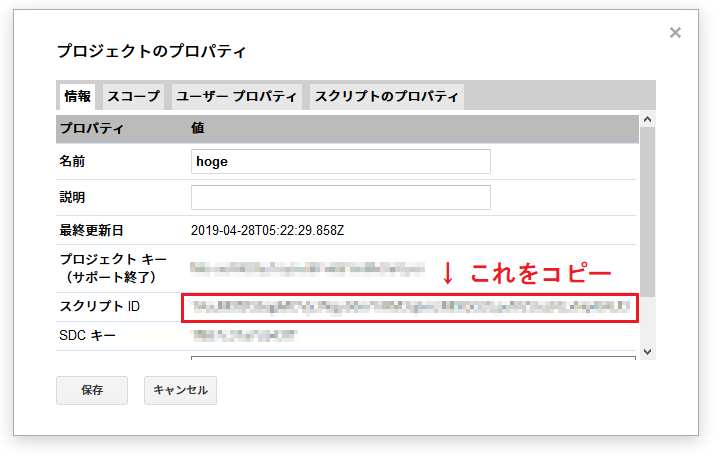 ×
プロジェクトのプロパティ
情報 スコープ ユーザー プロパティ スクリプトのプロパティ
プロパティ 値
名前 hoge
説明
最終更新日 2019-04-28T05:22:29.858Z
プロジェクト キー
（サポート終了）
↓ これをコピー
スクリプト ID
SDC キー
保存 キャンセル